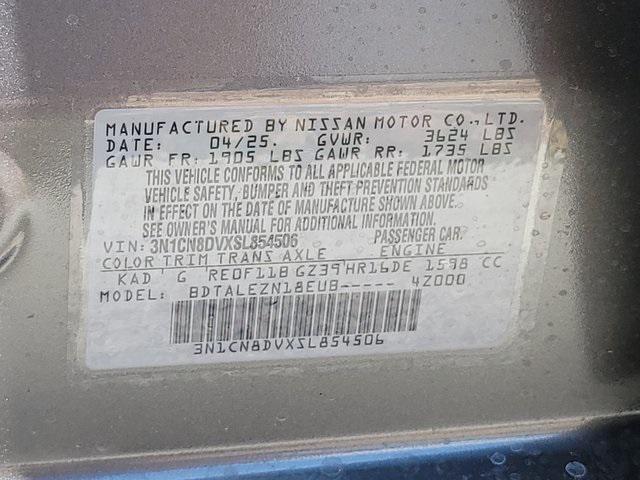 MANUFACTURED BY NISSAN MOTOR CO., LTD.
DATE: 04/25. GVWR: 3624 LBS
GAWR FR: 1905 LBS GAWR RR: 1735 LBS
THIS VEHICLE CONFORMS TO ALL APPLICABLE FEDERAL MOTOR
VEHICLE SAFETY, BUMPER AND THEFT PREVENTION STANDARDS
IN EFFECT ON THE DATE OF MANUFACTURE SHOWN ABOVE.
SEE OWNER'S MANUAL FOR ADDITIONAL INFORMATION.
VIN: 3N1CN8DVXSL854506 PASSENGER CAR.
COLOR TRIM TRANS AXLE ENGINE
KAD G RE0F11B GZ39 HR16DE 1598 CC
MODEL: BDTALEZN18EUB----- 4Z000
3N1CN8DVXSL854506